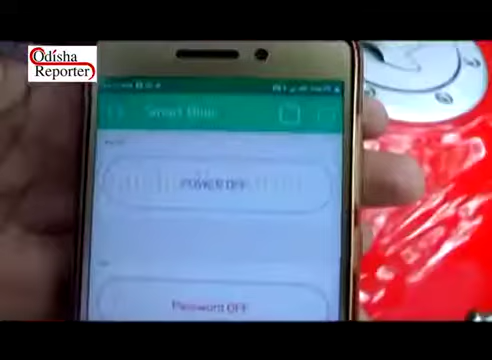 Odisha
Reporter
Smart Bike
POWER OFF
Password OFF